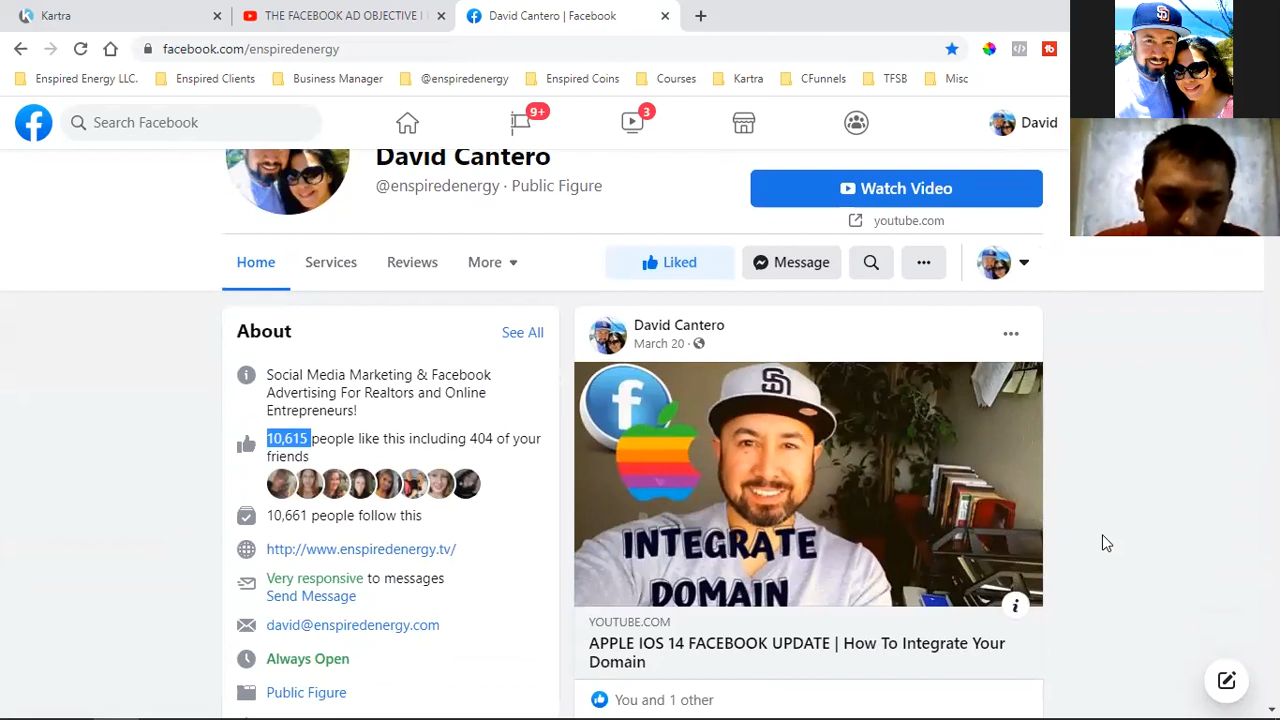 Kartra
THE FACEBOOK AD OBJECTIVE I
David Cantero | Facebook
facebook.com/enspiredenergy
Enspired Energy LLC.
Enspired Clients
Business Manager
@enspiredenergy
Enspired Coins
Courses
Kartra
CFunnels
TFSB
Misc
Search Facebook
9+
3
David
David Cantero
@enspiredenergy · Public Figure
Watch Video
youtube.com
Home
Services
Reviews
More
Liked
Message
About
See All
Social Media Marketing & Facebook
Advertising For Realtors and Online
Entrepreneurs!
10,615 people like this including 404 of your
friends
10,661 people follow this
http://www.enspiredenergy.tv/
Very responsive to messages
Send Message
david@enspiredenergy.com
Always Open
Public Figure
David Cantero
March 20 ·
INTEGRATE
DOMAIN
YOUTUBE.COM
APPLE IOS 14 FACEBOOK UPDATE | How To Integrate Your
Domain
You and 1 other